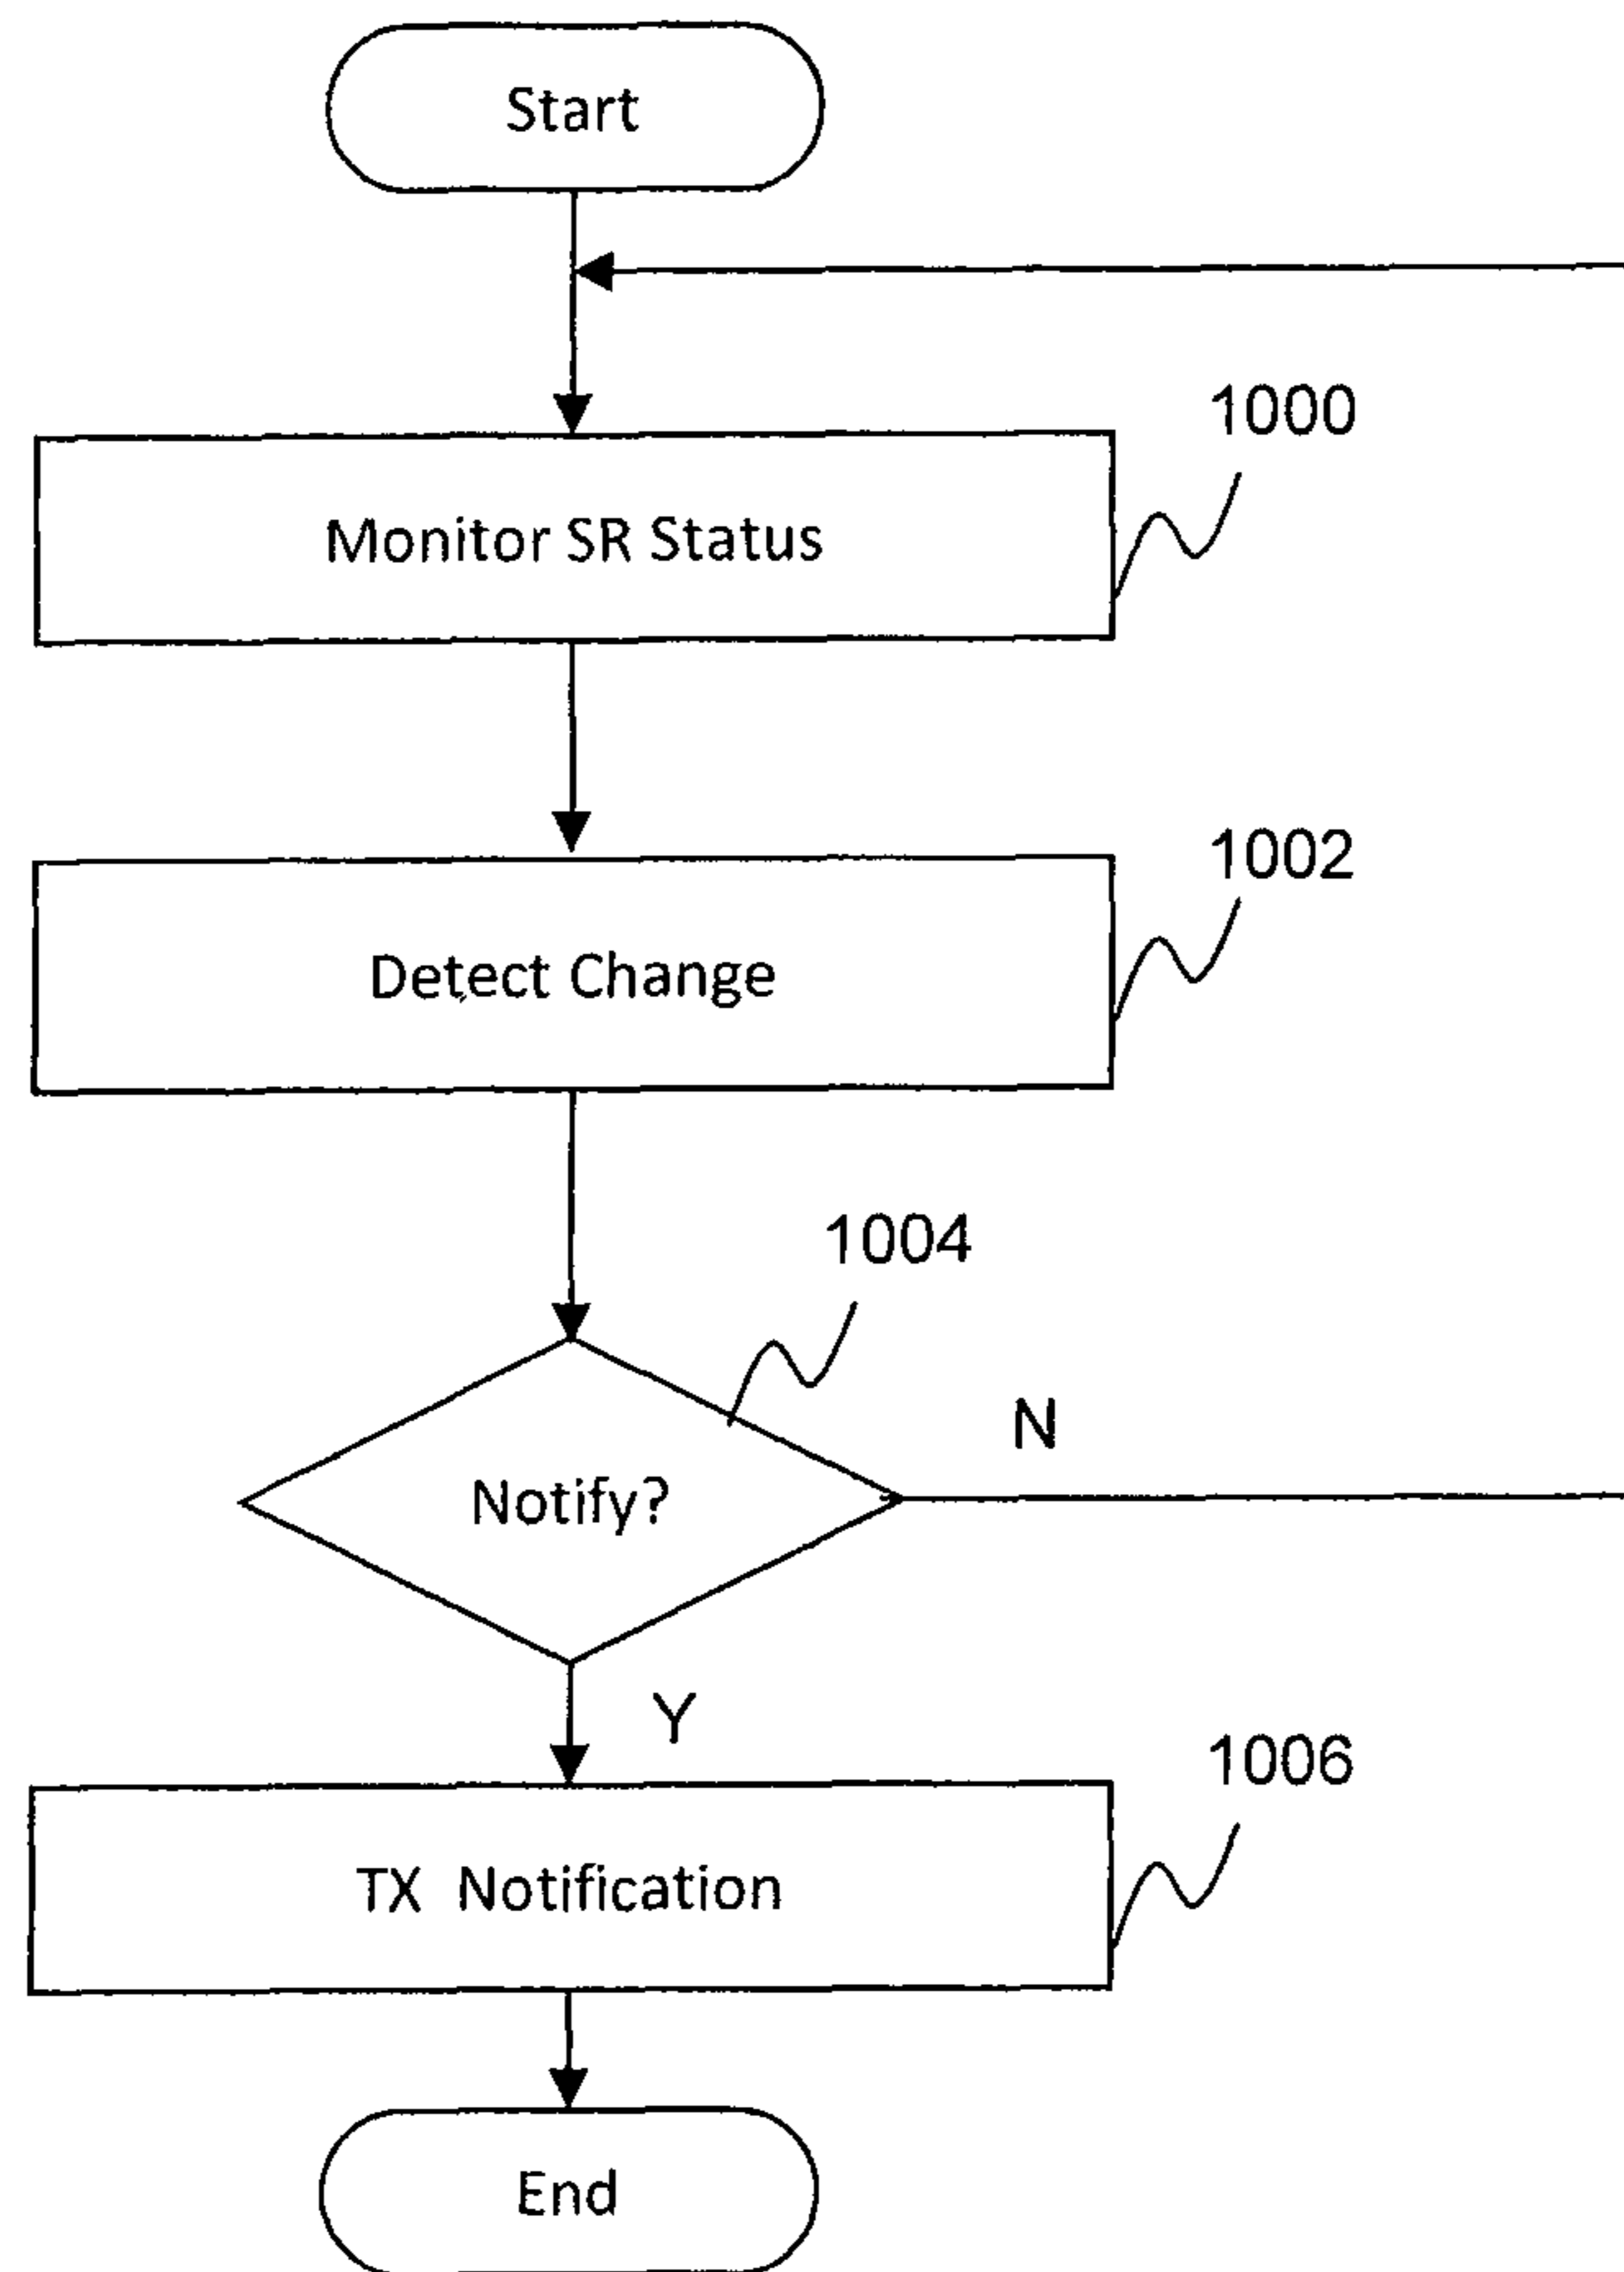 Start
1000
Monitor SR Status
1002
Detect Change
1004
N
Notify?
Y
1006
TX Notification
End